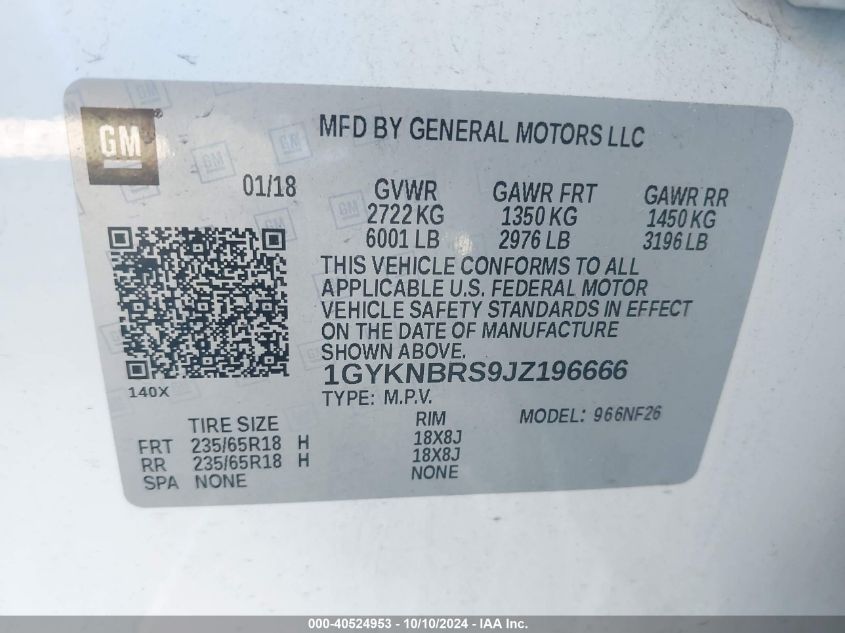 GM
MFD BY GENERAL MOTORS LLC
01/18
GVWR GAWR FRT GAWR RR
2722 KG 1350 KG 1450 KG
6001 LB 2976 LB 3196 LB
THIS VEHICLE CONFORMS TO ALL
APPLICABLE U.S. FEDERAL MOTOR
VEHICLE SAFETY STANDARDS IN EFFECT
ON THE DATE OF MANUFACTURE
SHOWN ABOVE.
140X
1GYKNBRS9JZ196666
TYPE: M.P.V.
MODEL: 966NF26
TIRE SIZE RIM
FRT 235/65R18 H 18X8J
RR 235/65R18 H 18X8J
SPA NONE NONE
000-40524953 - 10/10/2024 - IAA Inc.